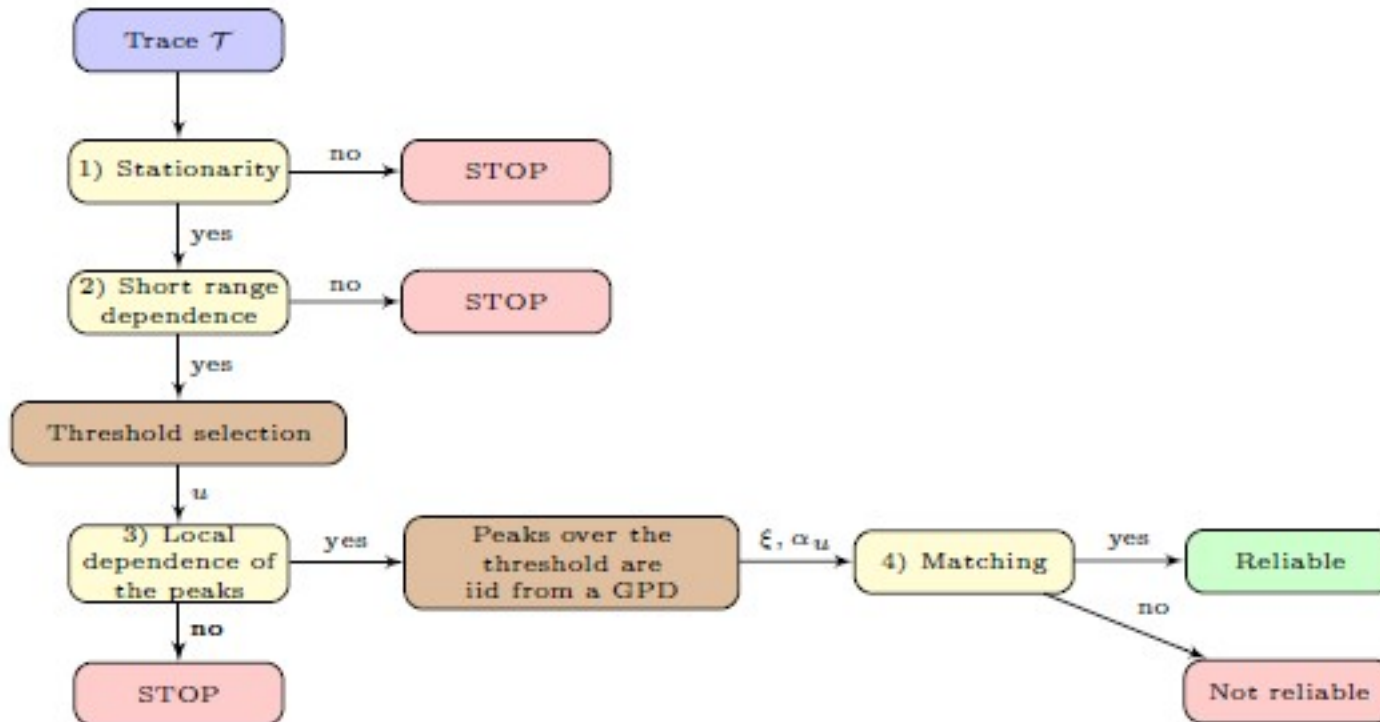 Trace 𝒯
1) Stationarity
no
STOP
yes
2) Short range
dependence
no
STOP
yes
Threshold selection
u
3) Local
dependence of
the peaks
yes
Peaks over the
threshold are
iid from a GPD
ξ, αu
4) Matching
yes
Reliable
no
Not reliable
no
STOP